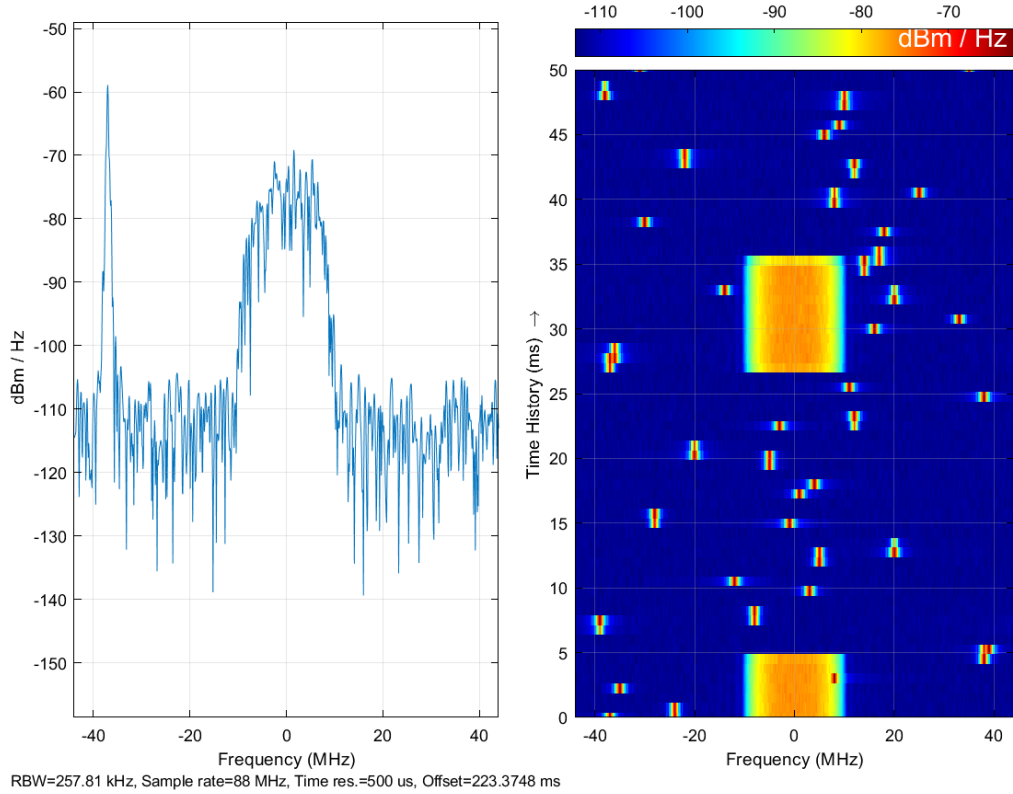 -50
-60
-70
-80
-90
-100
-110
-120
-130
-140
-150
dBm / Hz
-40 -20 0 20 40
Frequency (MHz)
RBW=257.81 kHz, Sample rate=88 MHz, Time res.=500 us, Offset=223.3748 ms
-110 -100 -90 -80 -70
dBm / Hz
50
45
40
35
30
25
20
15
10
5
0
Time History (ms) →
-40 -20 0 20 40
Frequency (MHz)